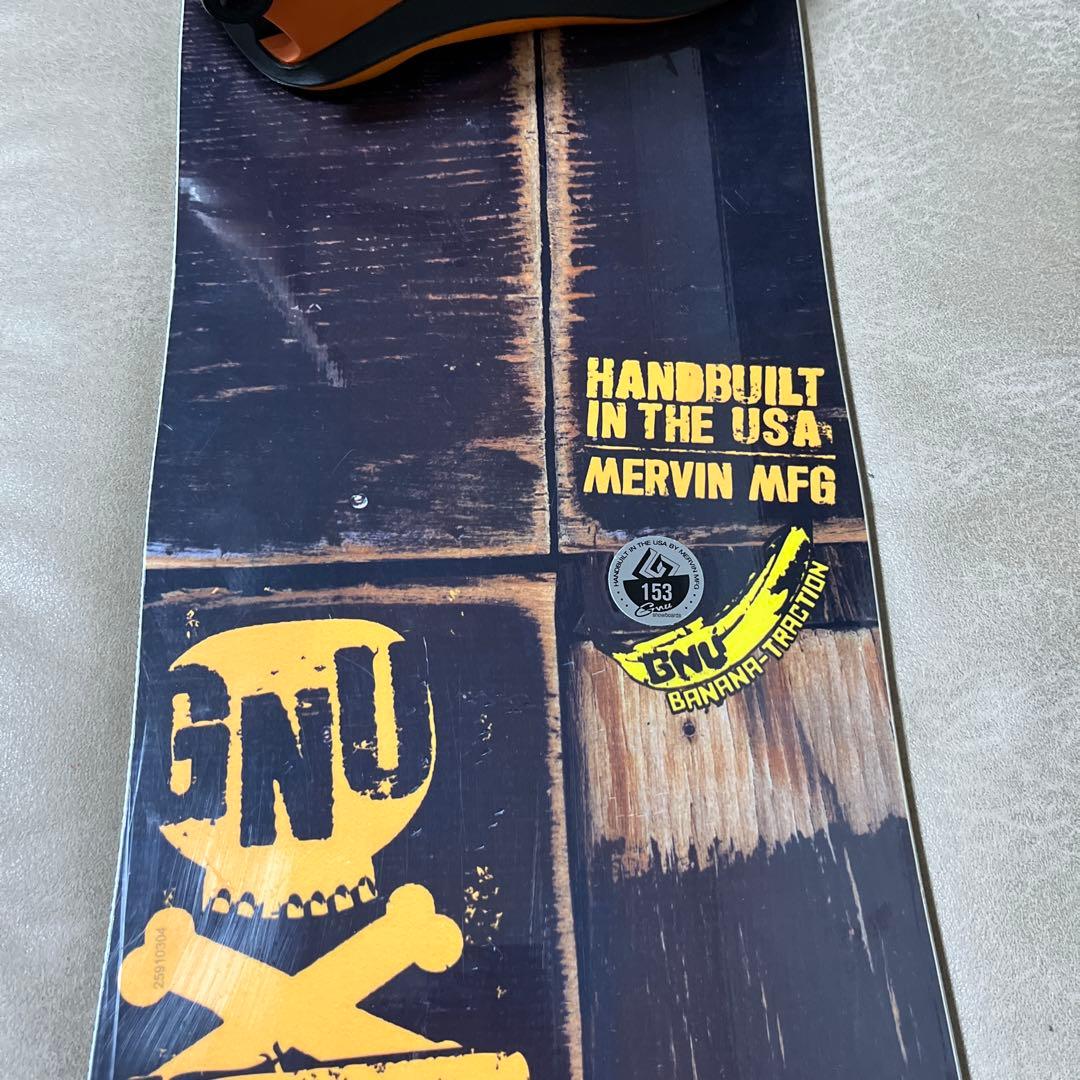 HANDBUILT
IN THE USA
MERVIN MFG
HANDBUILT IN THE USA BY MERVIN MFG
153
Gnu
snowboards
GNU
BANANA-TRACTION
GNU
25910304